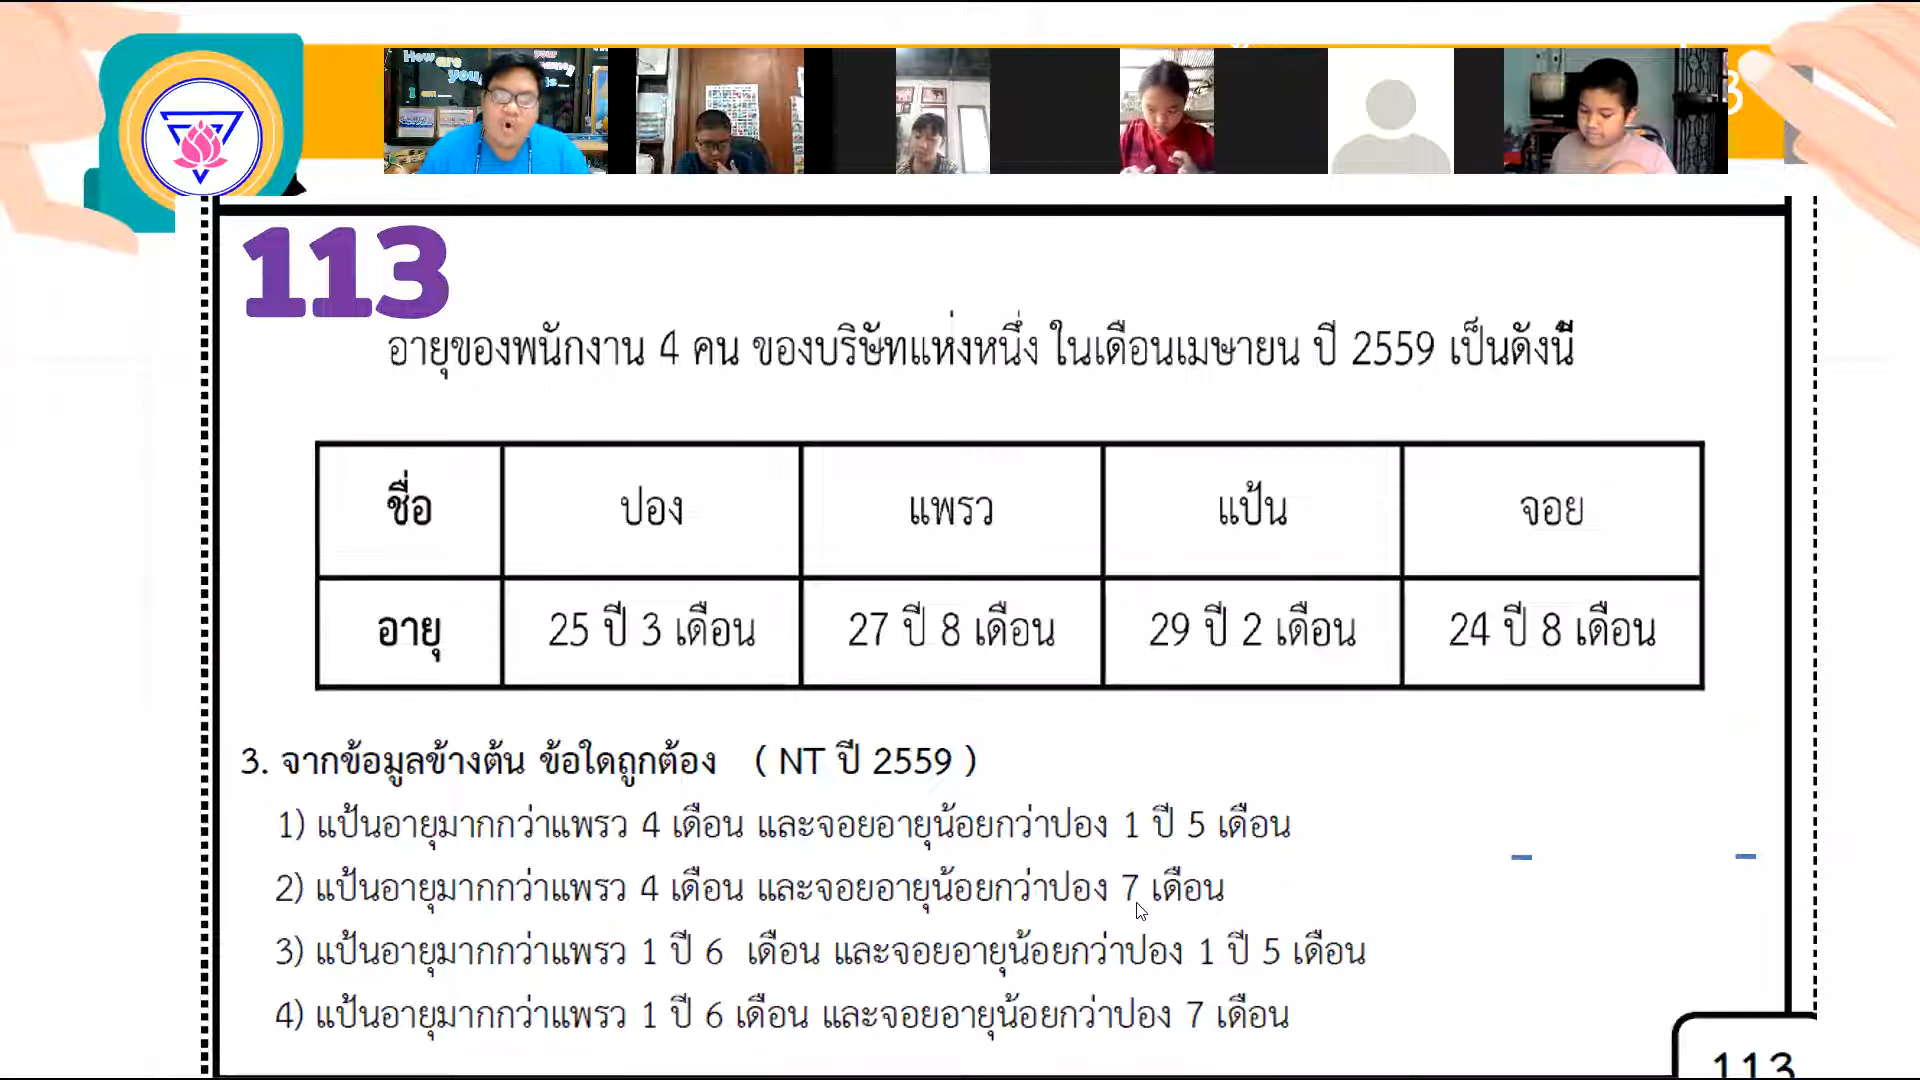 How are you
I am
your
is
3
113
อายุของพนักงาน 4 คน ของบริษัทแห่งหนึ่ง ในเดือนเมษายน ปี 2559 เป็นดังนี้
ชื่อ ปอง แพรว แป้น จอย
อายุ 25 ปี 3 เดือน 27 ปี 8 เดือน 29 ปี 2 เดือน 24 ปี 8 เดือน
3. จากข้อมูลข้างต้น ข้อใดถูกต้อง ( NT ปี 2559 )
1) แป้นอายุมากกว่าแพรว 4 เดือน และจอยอายุน้อยกว่าปอง 1 ปี 5 เดือน
2) แป้นอายุมากกว่าแพรว 4 เดือน และจอยอายุน้อยกว่าปอง 7 เดือน
3) แป้นอายุมากกว่าแพรว 1 ปี 6 เดือน และจอยอายุน้อยกว่าปอง 1 ปี 5 เดือน
4) แป้นอายุมากกว่าแพรว 1 ปี 6 เดือน และจอยอายุน้อยกว่าปอง 7 เดือน
113